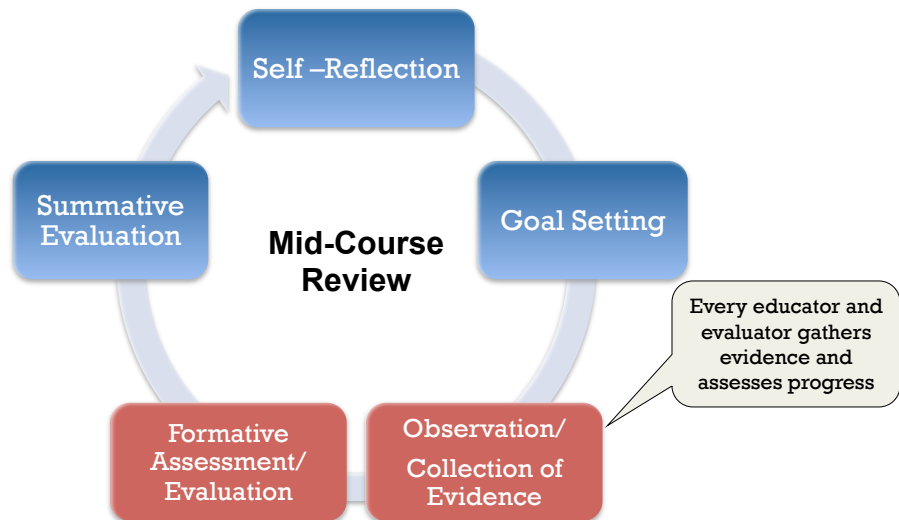 Self –Reflection
Summative
Evaluation
Goal Setting
Mid-Course
Review
Every educator and
evaluator gathers
evidence and
assesses progress
Formative
Assessment/
Evaluation
Observation/
Collection of
Evidence